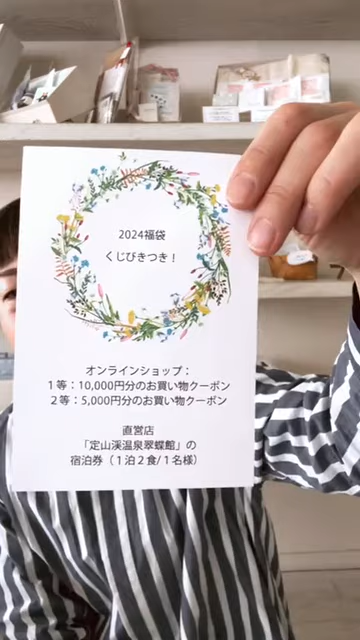 2024福袋
くじびきつき！
オンラインショップ：
１等：10,000円分のお買い物クーポン
２等：5,000円分のお買い物クーポン
直営店
「定山渓温泉翠蝶館」の
宿泊券（１泊２食/１名様）